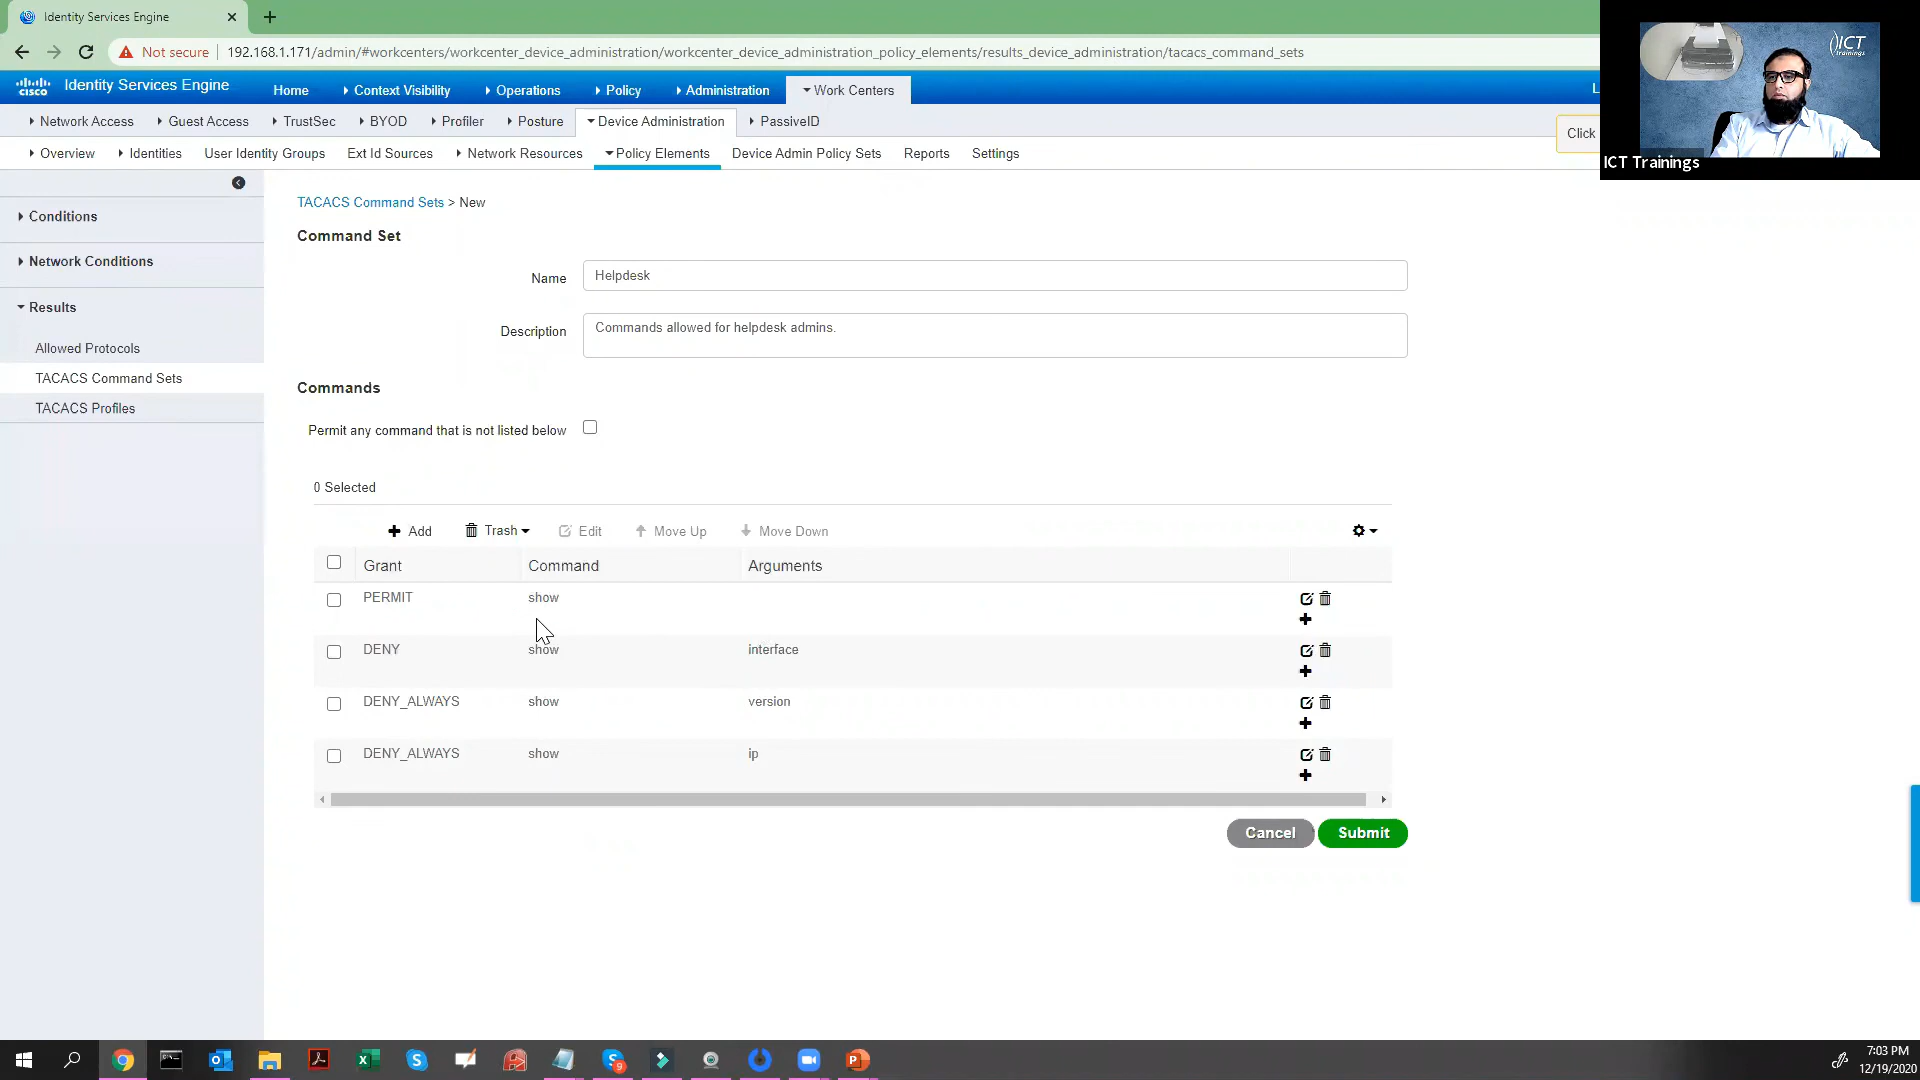 Identity Services Engine
Not secure
192.168.1.171/admin/#workcenters/workcenter_device_administration/workcenter_device_administration_policy_elements/results_device_administration/tacacs_command_sets
(ICT
trainings
ICT Trainings
cisco
Identity Services Engine
Home
Context Visibility
Operations
Policy
Administration
Work Centers
L
Network Access
Guest Access
TrustSec
BYOD
Profiler
Posture
Device Administration
PassiveID
Click
Overview
Identities
User Identity Groups
Ext Id Sources
Network Resources
Policy Elements
Device Admin Policy Sets
Reports
Settings
Conditions
Network Conditions
Results
Allowed Protocols
TACACS Command Sets
TACACS Profiles
TACACS Command Sets > New
Command Set
Name
Helpdesk
Description
Commands allowed for helpdesk admins.
Commands
Permit any command that is not listed below
0 Selected
Add
Trash
Edit
Move Up
Move Down
Grant
Command
Arguments
PERMIT
show
DENY
show
interface
DENY_ALWAYS
show
version
DENY_ALWAYS
show
ip
Cancel
Submit
9
7:03 PM
12/19/2020